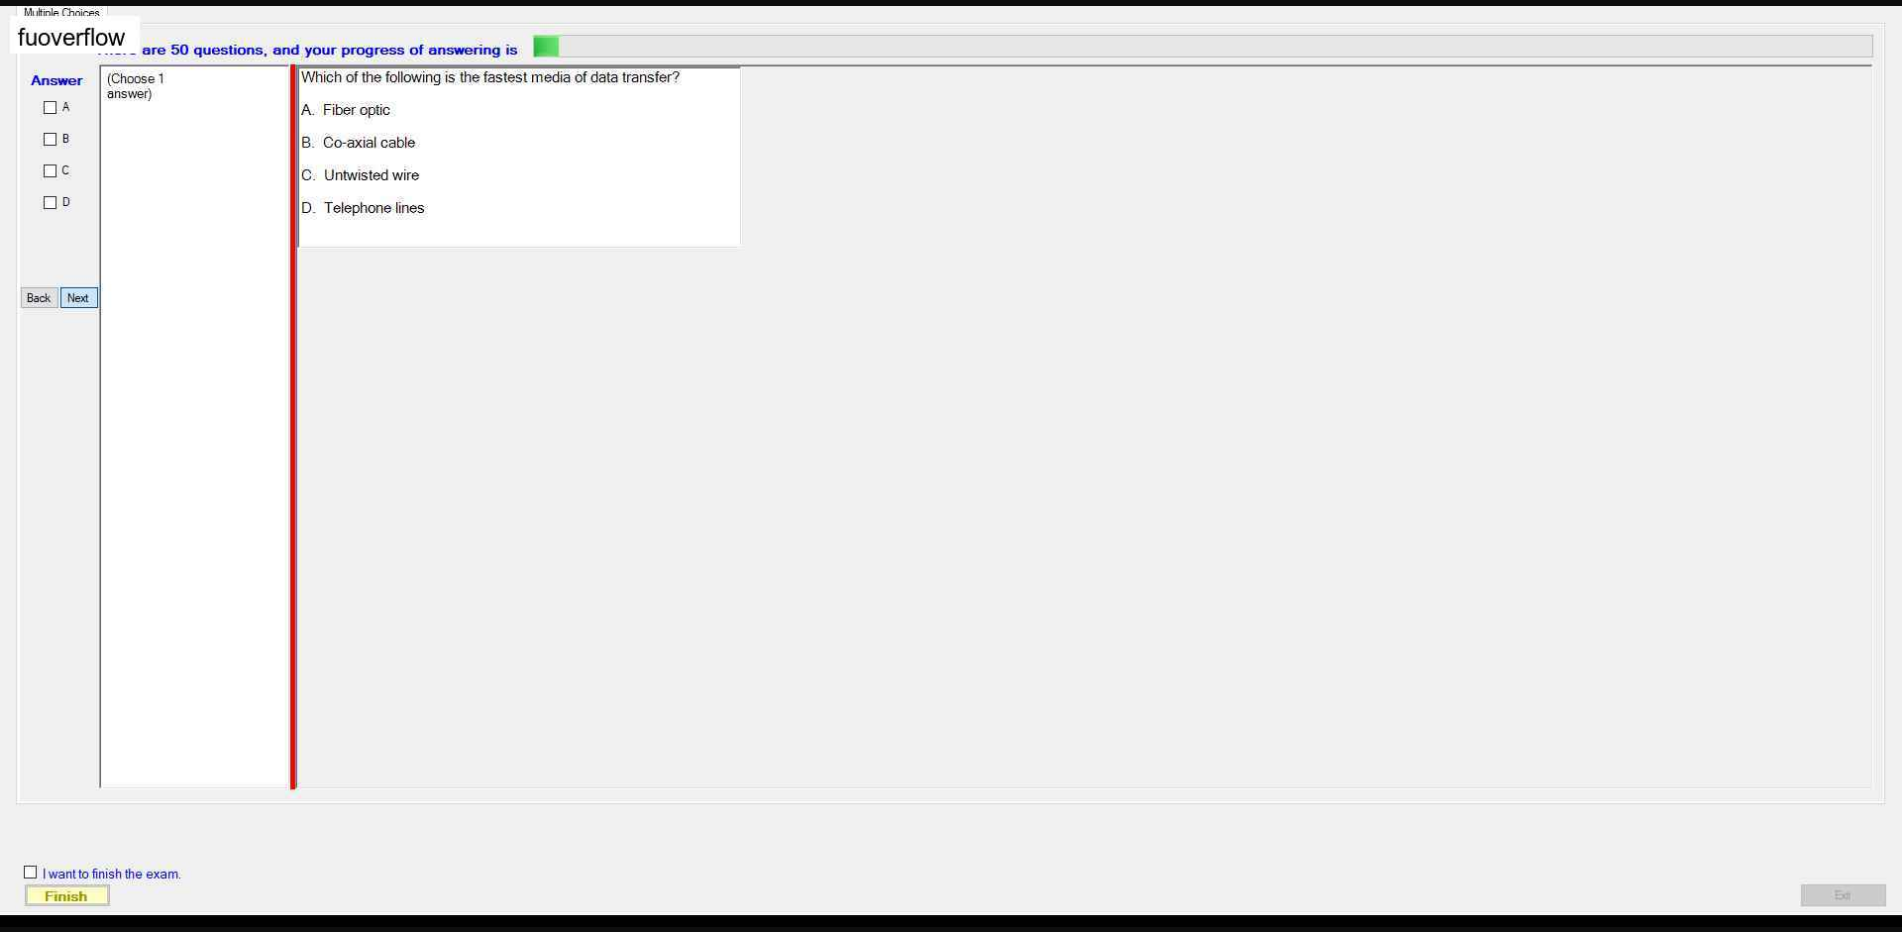 Multiple Choices
fuoverflow
are 50 questions, and your progress of answering is
Answer
(Choose 1
answer)
A
B
C
D
Back
Next
Which of the following is the fastest media of data transfer?
A. Fiber optic
B. Co-axial cable
C. Untwisted wire
D. Telephone lines
I want to finish the exam.
Finish
Exit